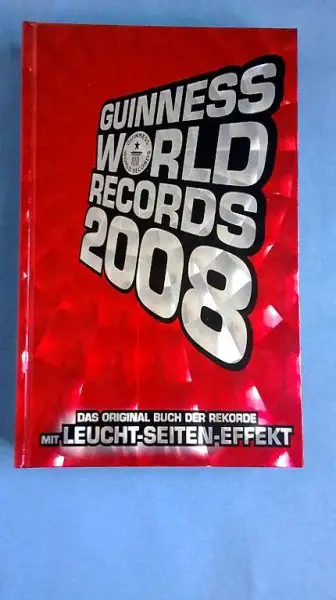 GUINNESS
WORLD
RECORDS
2008
DAS ORIGINAL BUCH DER REKORDE
MIT LEUCHT-SEITEN-EFFEKT